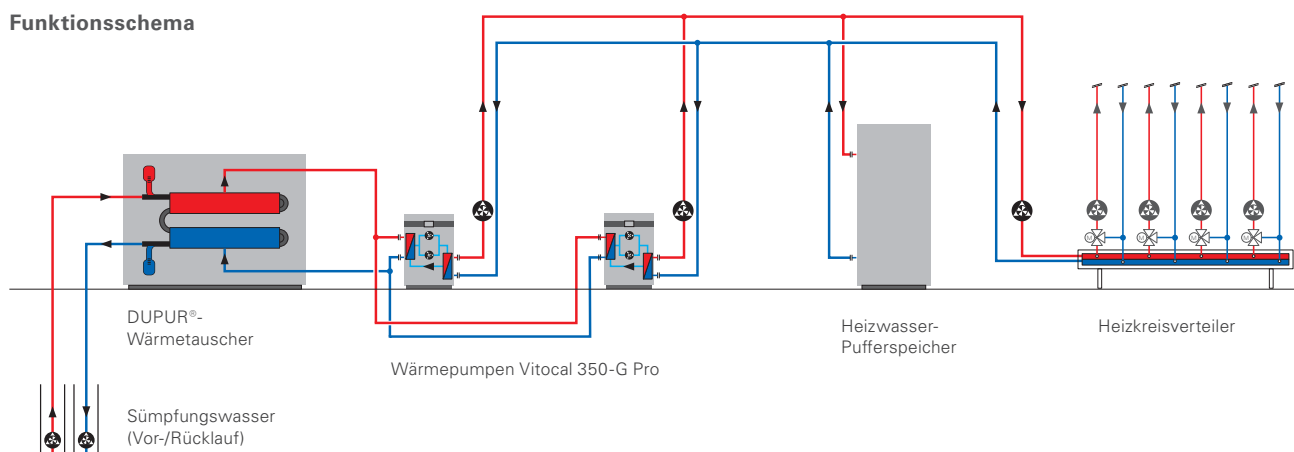 Funktionsschema
DUPUR®-
Wärmetauscher
Wärmepumpen Vitocal 350-G Pro
Heizwasser-
Pufferspeicher
Heizkreisverteiler
Sümpfungswasser
(Vor-/Rücklauf)
M
M
M
M